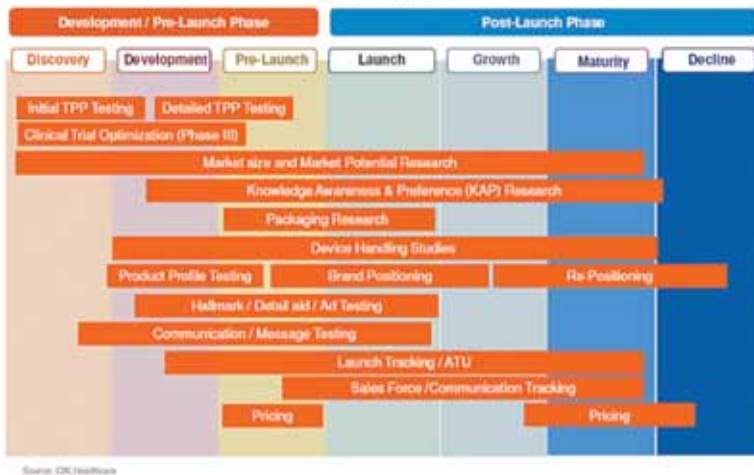 Development / Pre-Launch Phase
Post-Launch Phase
Discovery
Development
Pre-Launch
Launch
Growth
Maturity
Decline
Initial TPP Testing
Detailed TPP Testing
Clinical Trial Optimization (Phase III)
Market size and Market Potential Research
Knowledge Awareness & Preference (KAP) Research
Packaging Research
Device Handling Studies
Product Profile Testing
Brand Positioning
Re-Positioning
Hallmark / Detail aid / Ad Testing
Communication / Message Testing
Launch Tracking / ATU
Sales Force /Communication Tracking
Pricing
Pricing
Source: Healthcare